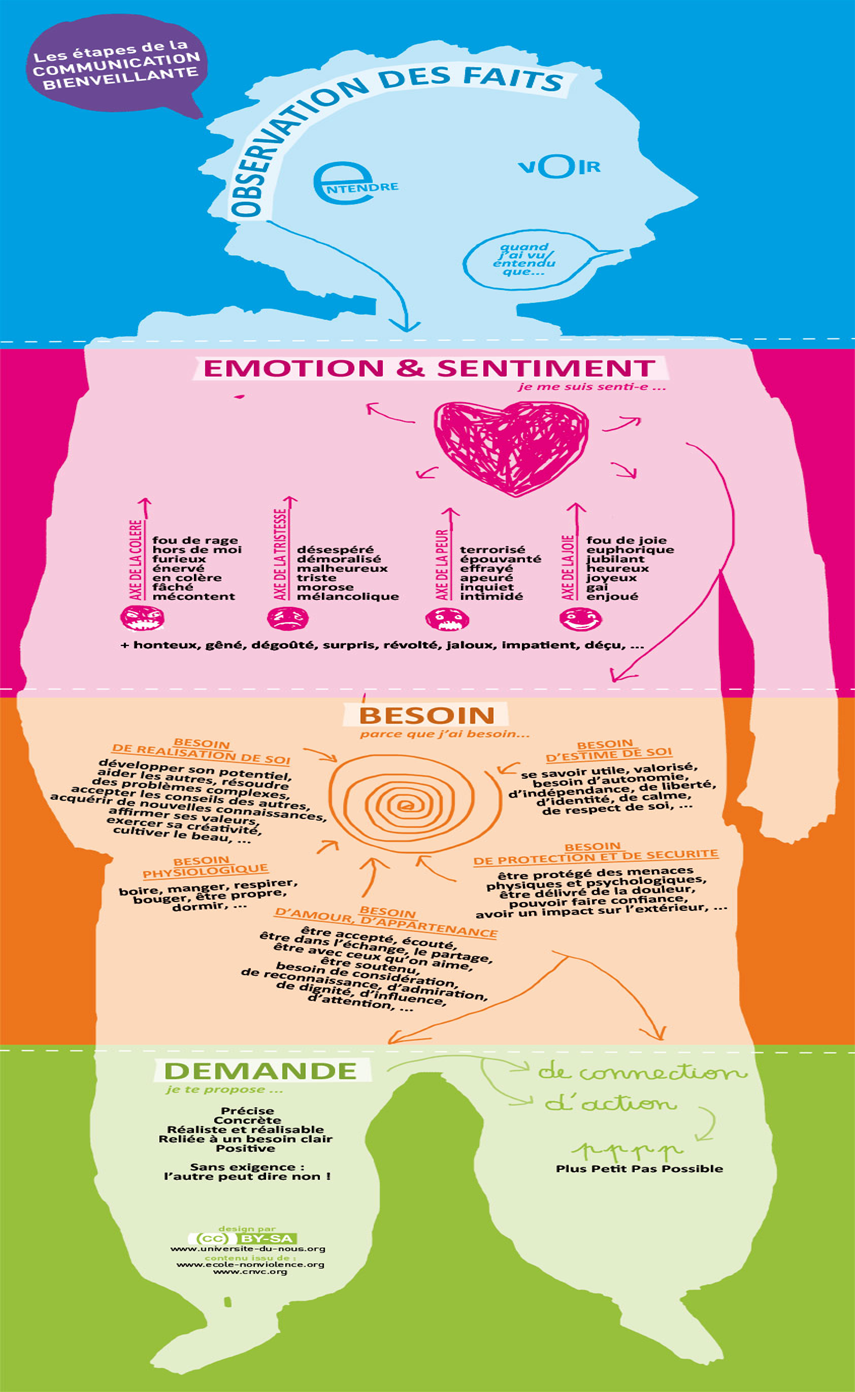 Les étapes de la
COMMUNICATION
BIENVEILLANTE
OBSERVATION DES FAITS
eNTENDRE
VOIR
quand
j'ai vu/
entendu
que...
EMOTION & SENTIMENT
je me suis senti-e ...
AXE DE LA COLERE
fou de rage
hors de moi
furieux
énervé
en colère
fâché
mécontent
AXE DE LA TRISTESSE
désespéré
démoralisé
malheureux
triste
morose
mélancolique
AXE DE LA PEUR
terrorisé
épouvanté
effrayé
apeuré
inquiet
intimidé
AXE DE LA JOIE
fou de joie
euphorique
jubilant
heureux
joyeux
gai
enjoué
+ honteux, gêné, dégoûté, surpris, révolté, jaloux, impatient, déçu, ...
BESOIN
parce que j'ai besoin...
BESOIN
DE REALISATION DE SOI
développer son potentiel,
aider les autres, résoudre
des problèmes complexes,
accepter les conseils des autres,
acquérir de nouvelles connaissances,
affirmer ses valeurs,
exercer sa créativité,
cultiver le beau, ...
BESOIN
D'ESTIME DE SOI
se savoir utile, valorisé,
besoin d'autonomie,
d'indépendance, de liberté,
d'identité, de calme,
de respect de soi, ...
BESOIN
PHYSIOLOGIQUE
boire, manger, respirer,
bouger, être propre,
dormir, ...
BESOIN
DE PROTECTION ET DE SECURITE
être protégé des menaces
physiques et psychologiques,
être délivré de la douleur,
pouvoir faire confiance,
avoir un impact sur l'extérieur, ...
BESOIN
D'AMOUR, D'APPARTENANCE
être accepté, écouté,
être dans l'échange, le partage,
être avec ceux qu'on aime,
être soutenu,
besoin de considération,
de reconnaissance, d'admiration,
de dignité, d'influence,
d'attention, ...
DEMANDE
je te propose ...
Précise
Concrète
Réaliste et réalisable
Reliée à un besoin clair
Positive
Sans exigence :
l'autre peut dire non !
de connection
d'action
pppp
Plus Petit Pas Possible
design par
(cc) BY-SA
www.universite-du-nous.org
contenu issu de :
www.ecole-nonviolence.org
www.cnvc.org